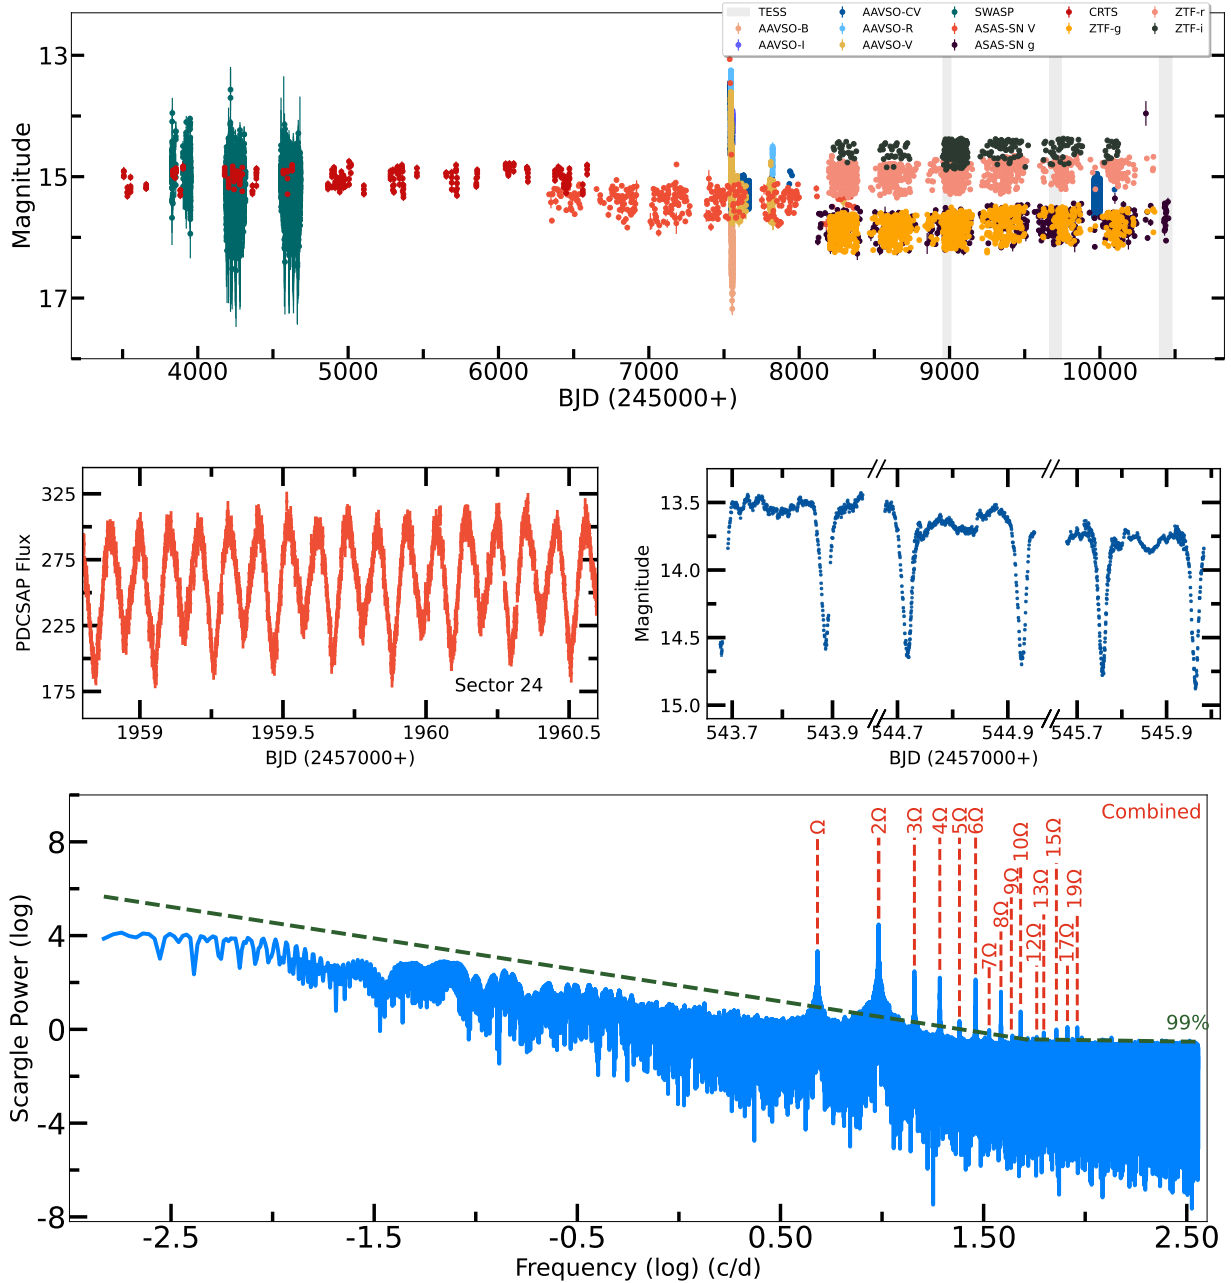 TESS
AAVSO-B
AAVSO-I
AAVSO-CV
AAVSO-R
AAVSO-V
SWASP
ASAS-SN V
ASAS-SN g
CRTS
ZTF-g
ZTF-r
ZTF-i
13
15
17
Magnitude
4000 5000 6000 7000 8000 9000 10000
BJD (245000+)
325
275
225
175
PDCSAP Flux
Sector 24
1959 1959.5 1960 1960.5
BJD (2457000+)
13.5
14.0
14.5
15.0
Magnitude
543.7 543.9 544.7 544.9 545.7 545.9
BJD (2457000+)
Combined
Ω 2Ω 3Ω 4Ω 5Ω 6Ω 7Ω 8Ω 9Ω 10Ω 12Ω 13Ω 15Ω 17Ω 19Ω
99%
8
4
0
-4
-8
Scargle Power (log)
-2.5 -1.5 -0.5 0.50 1.50 2.50
Frequency (log) (c/d)